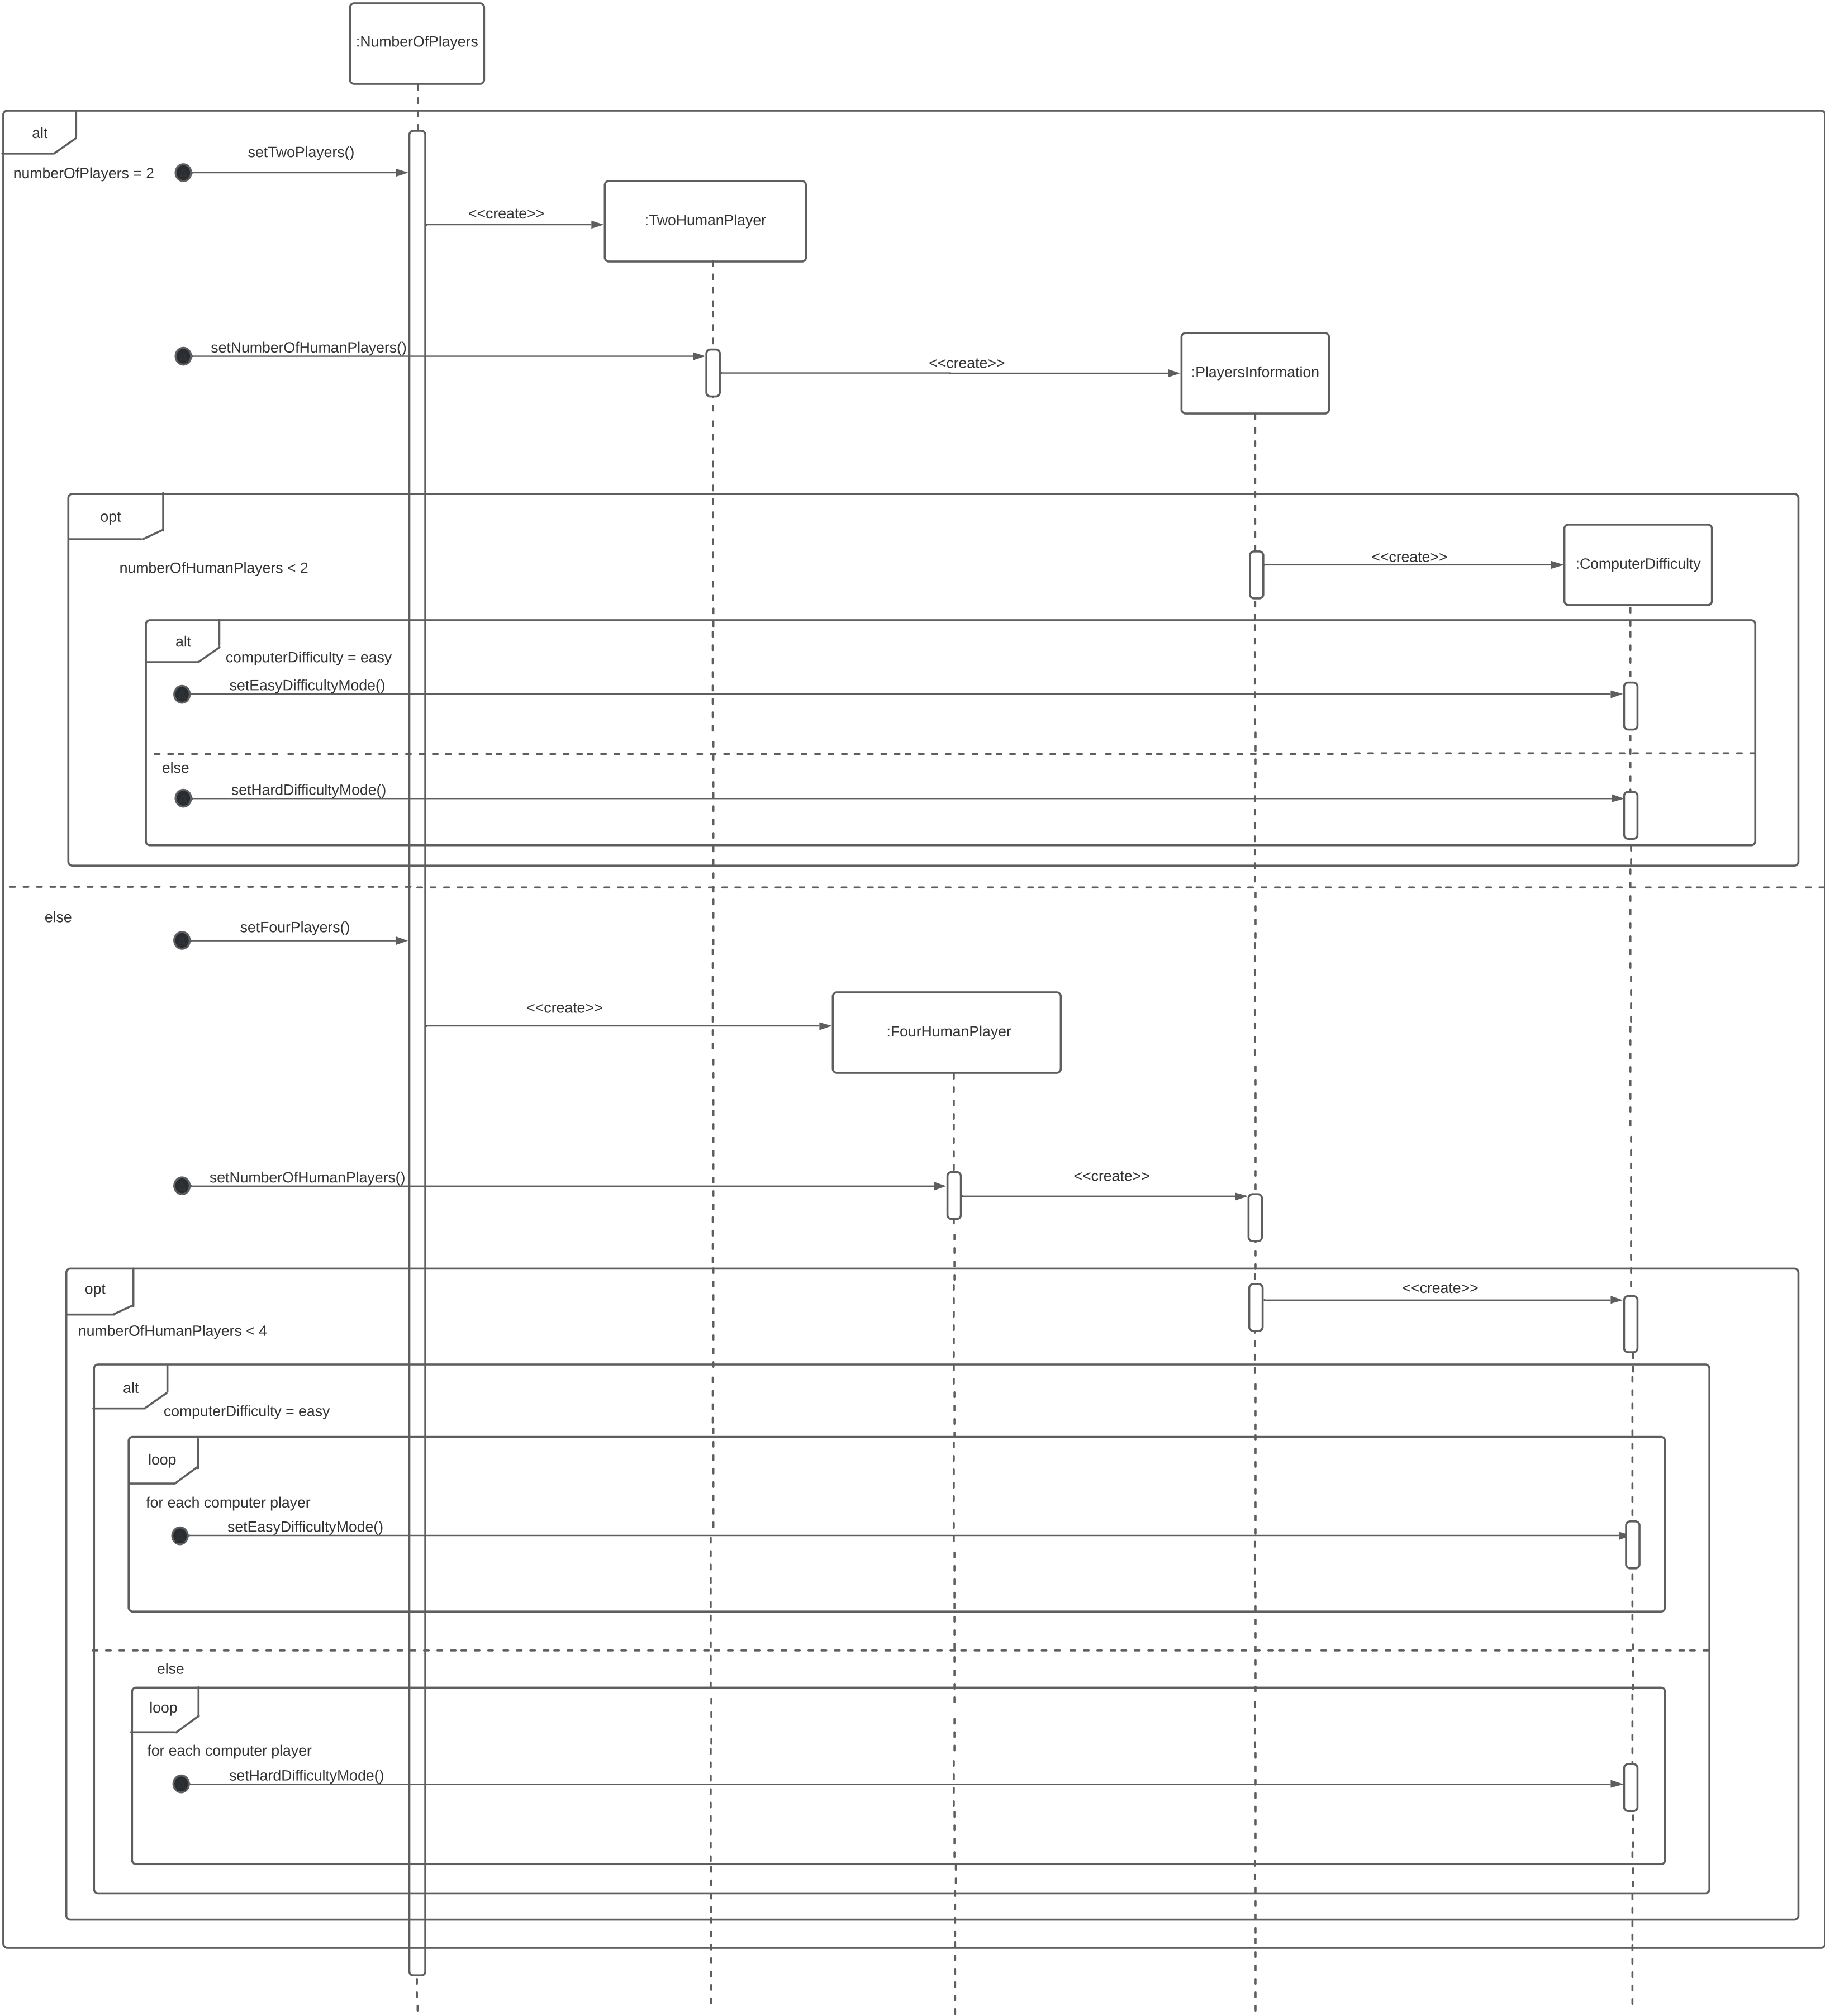 :NumberOfPlayers
alt
setTwoPlayers()
numberOfPlayers = 2
<<create>>
:TwoHumanPlayer
setNumberOfHumanPlayers()
<<create>>
:PlayersInformation
opt
numberOfHumanPlayers < 2
<<create>>
:ComputerDifficulty
alt
computerDifficulty = easy
setEasyDifficultyMode()
else
setHardDifficultyMode()
else
setFourPlayers()
<<create>>
:FourHumanPlayer
setNumberOfHumanPlayers()
<<create>>
opt
<<create>>
numberOfHumanPlayers < 4
alt
computerDifficulty = easy
loop
for each computer player
setEasyDifficultyMode()
else
loop
for each computer player
setHardDifficultyMode()